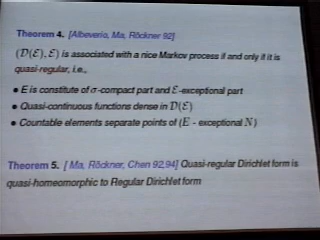 Theorem 4. [Albeverio, Ma, Röckner 92]
(D(ℰ), ℰ) is associated with a nice Markov process if and only if it is
quasi-regular, i.e.,
● E is constitute of σ-compact part and ℰ-exceptional part
● Quasi-continuous functions dense in D(ℰ)
● Countable elements separate points of (E - exceptional N)
Theorem 5. [ Ma, Röckner, Chen 92,94] Quasi-regular Dirichlet form is
quasi-homeomorphic to Regular Dirichlet form